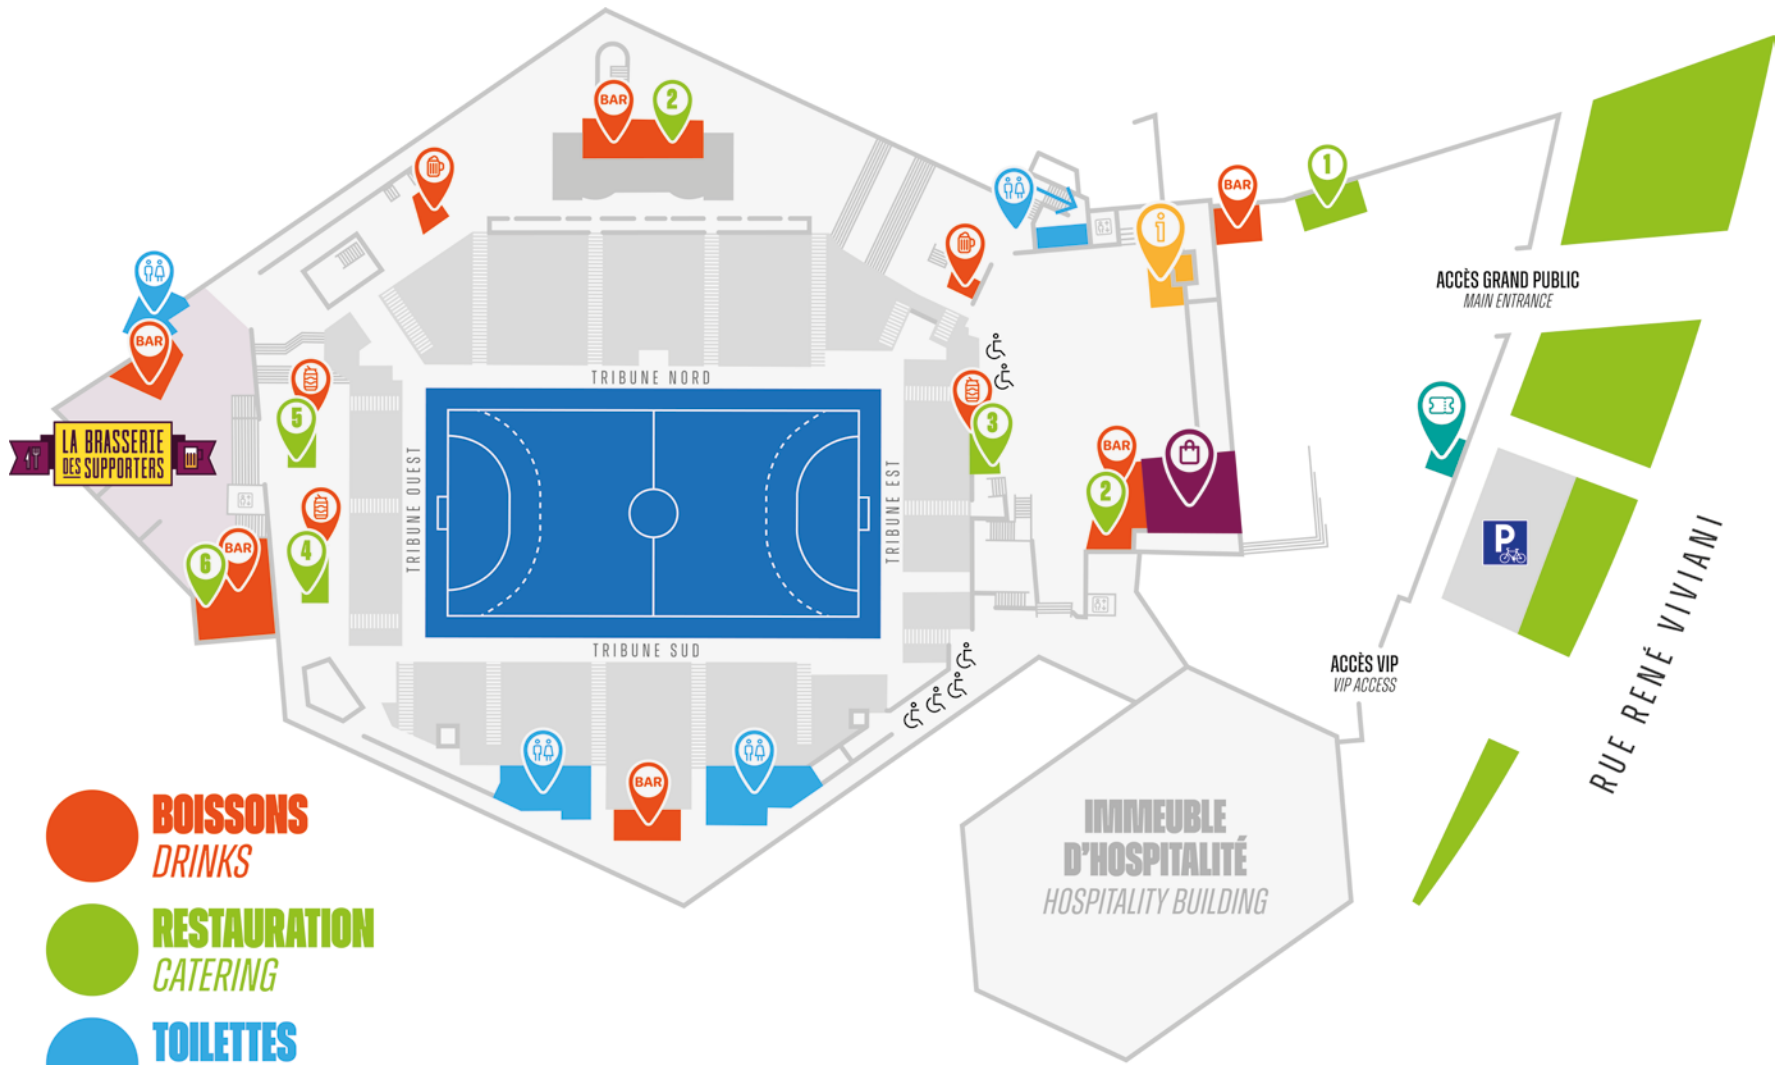 BAR
2
1
BAR
i
ACCÈS GRAND PUBLIC
MAIN ENTRANCE
BAR
TRIBUNE NORD
5
3
LA BRASSERIE
DES SUPPORTERS
TRIBUNE OUEST
TRIBUNE EST
BAR
2
4
BAR
6
P
RUE RENÉ VIVIANI
TRIBUNE SUD
ACCÈS VIP
VIP ACCESS
BAR
BOISSONS
DRINKS
IMMEUBLE
D'HOSPITALITÉ
HOSPITALITY BUILDING
RESTAURATION
CATERING
TOILETTES